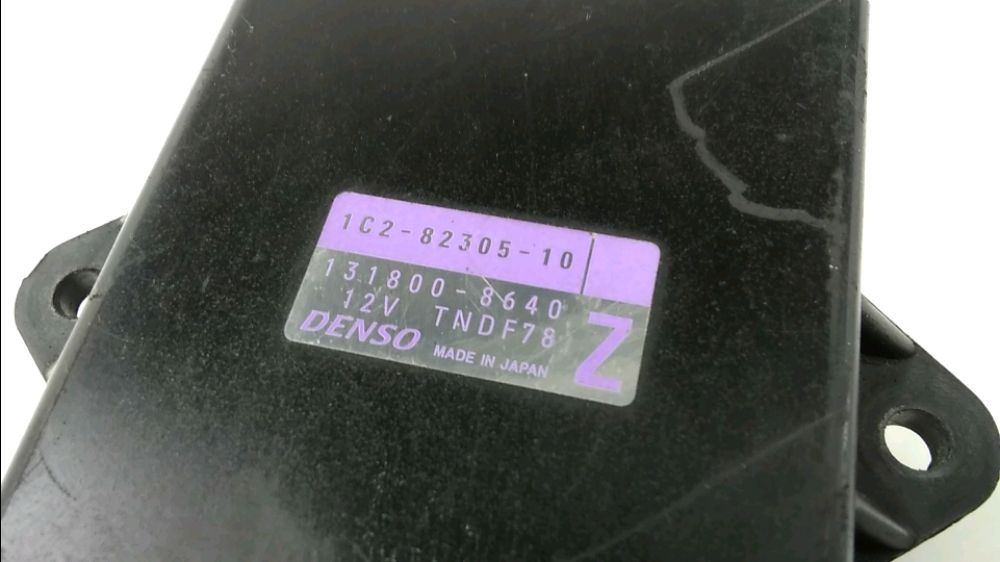 1C2-82305-10
131800-8640
12V TNDF78
DENSO MADE IN JAPAN
Z